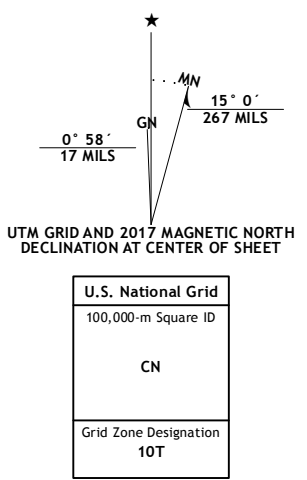 ★
MN
15° 0´
267 MILS
GN
0° 58´
17 MILS
UTM GRID AND 2017 MAGNETIC NORTH
DECLINATION AT CENTER OF SHEET
U.S. National Grid
100,000-m Square ID
CN
Grid Zone Designation
10T